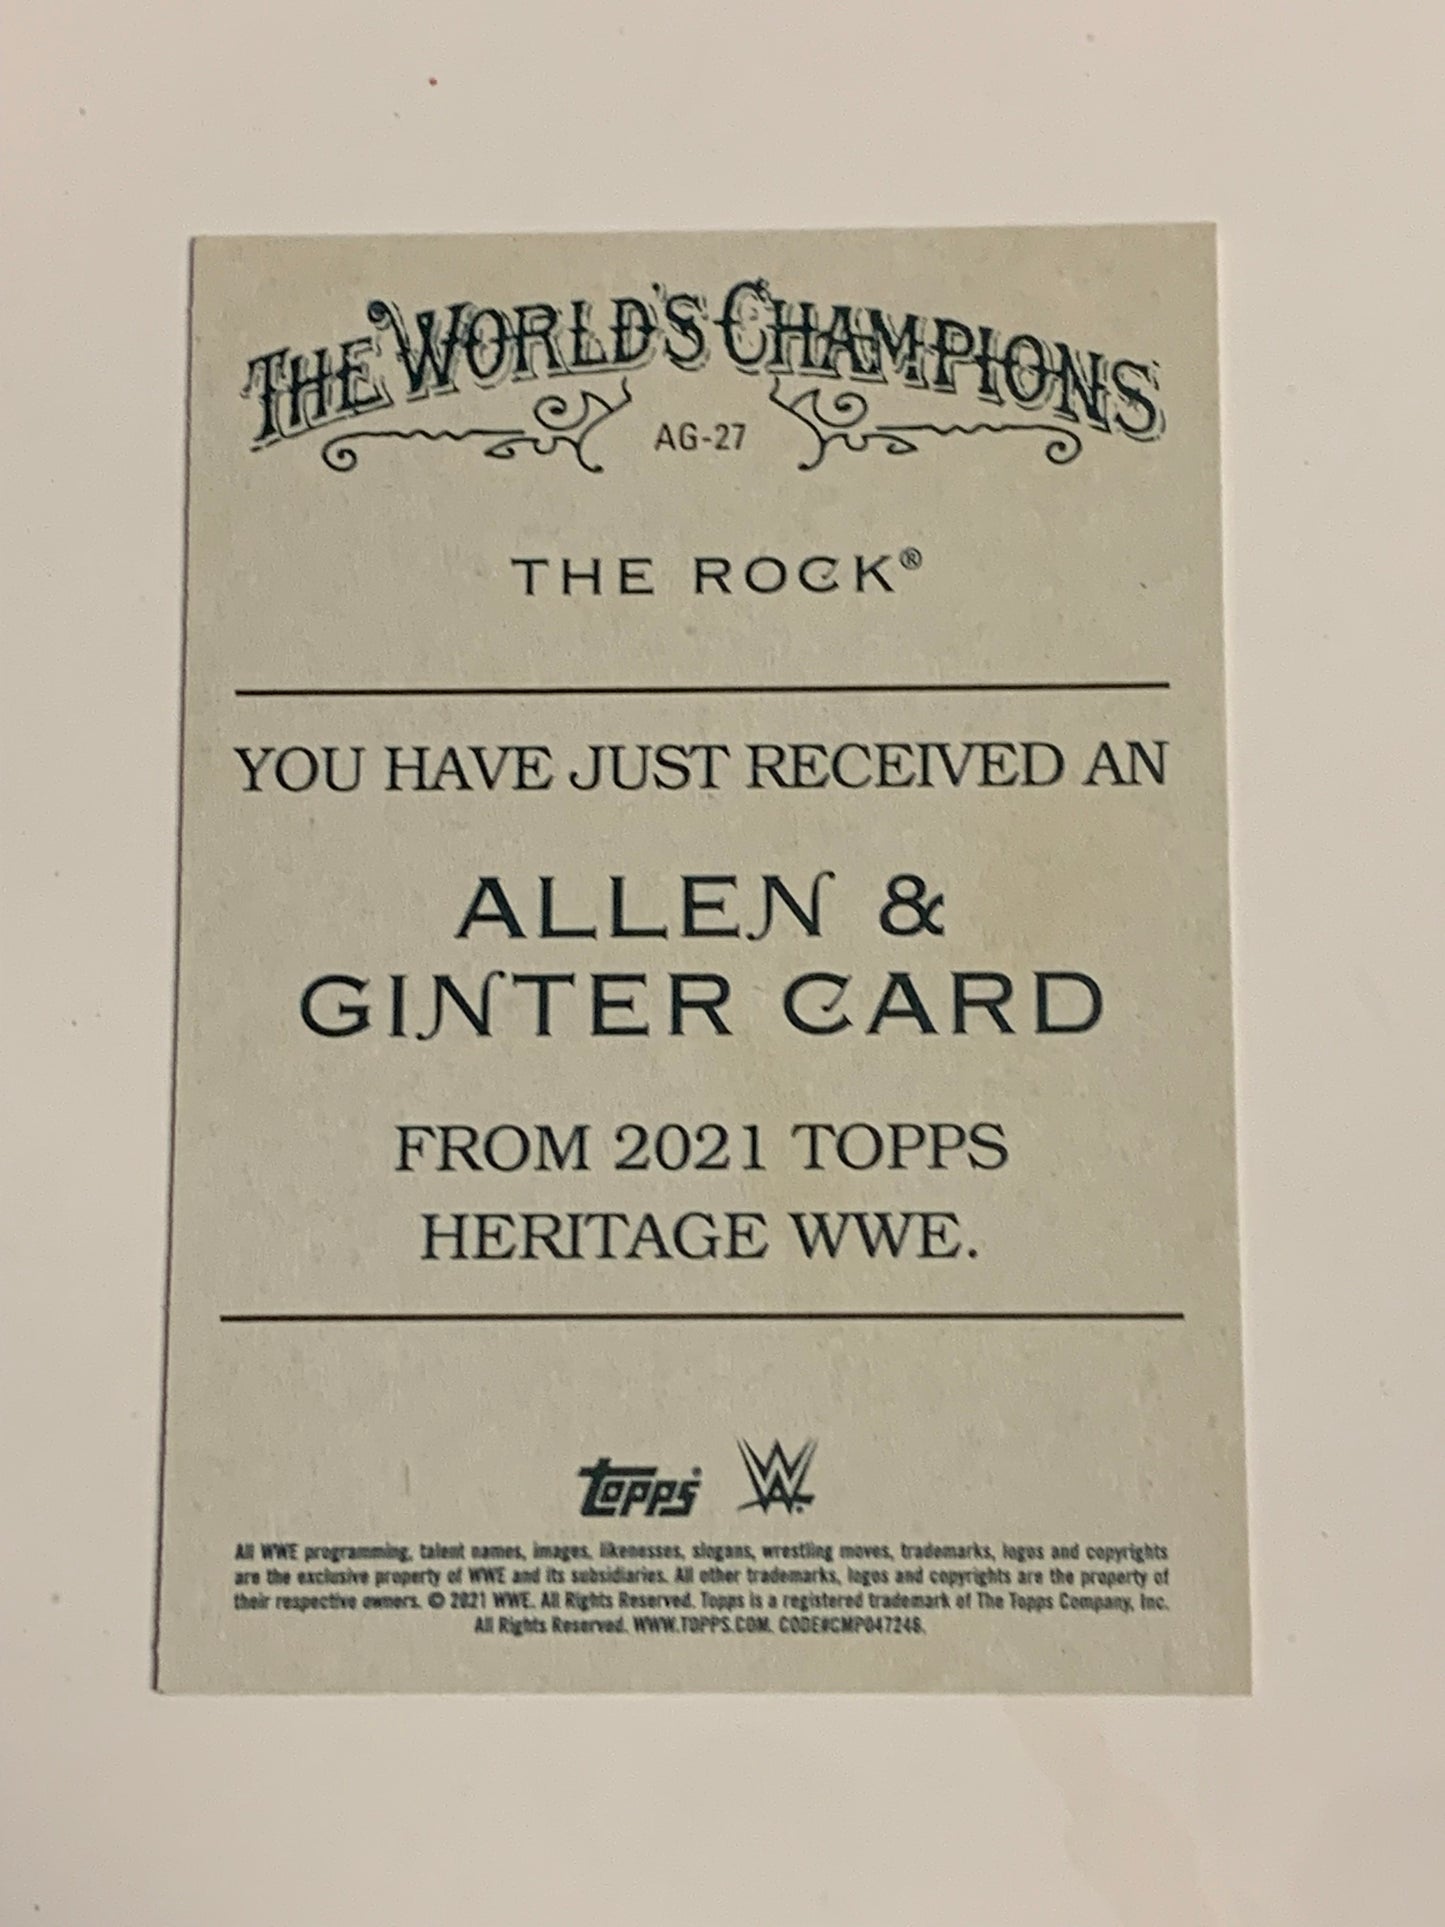 THE WORLD'S CHAMPIONS
AG-27
THE ROCK®
YOU HAVE JUST RECEIVED AN
ALLEN &
GINTER CARD
FROM 2021 TOPPS
HERITAGE WWE.
topps® W
All WWE programming, talent names, images, likenesses, slogans, wrestling moves, trademarks, logos and copyrights
are the exclusive property of WWE and its subsidiaries. All other trademarks, logos and copyrights are the property of
their respective owners. © 2021 WWE. All Rights Reserved. Topps is a registered trademark of The Topps Company, Inc.
All Rights Reserved. WWW.TOPPS.COM. CODE#CMP047248.